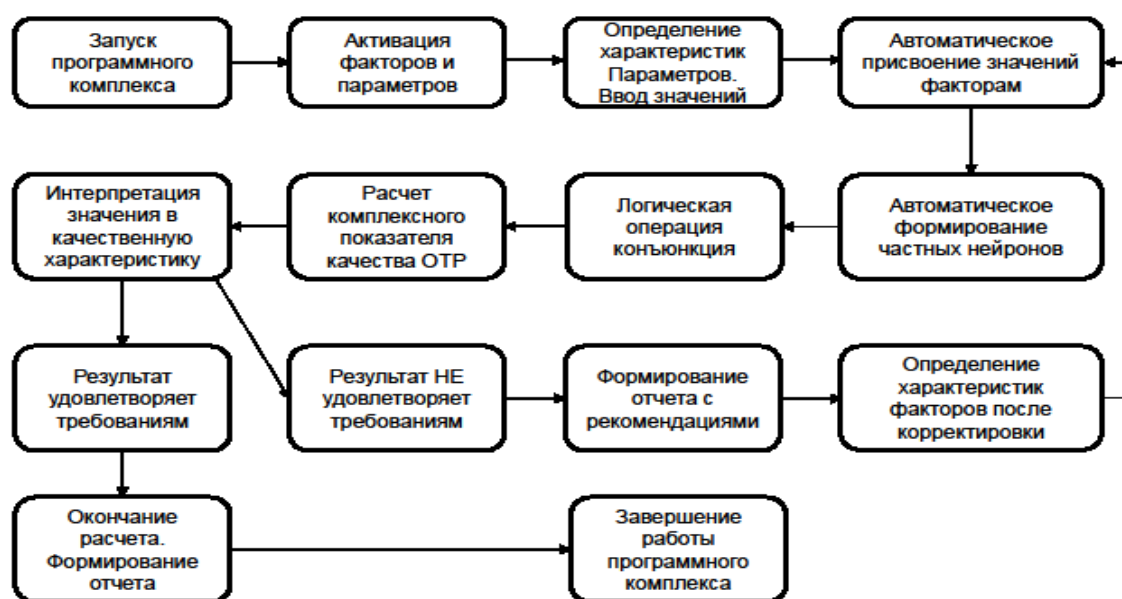 Запуск
программного
комплекса
Активация
факторов и
параметров
Определение
характеристик
Параметров.
Ввод значений
Автоматическое
присвоение значений
факторам
Интерпретация
значения в
качественную
характеристику
Расчет
комплексного
показателя
качества ОТР
Логическая
операция
конъюнкция
Автоматическое
формирование
частных нейронов
Результат
удовлетворяет
требованиям
Результат НЕ
удовлетворяет
требованиям
Формирование
отчета с
рекомендациями
Определение
характеристик
факторов после
корректировки
Окончание
расчета.
Формирование
отчета
Завершение
работы
программного
комплекса